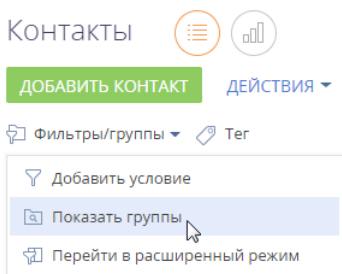 Контакты
ДОБАВИТЬ КОНТАКТ ДЕЙСТВИЯ
Фильтры/группы Тег
Добавить условие
Показать группы
Перейти в расширенный режим